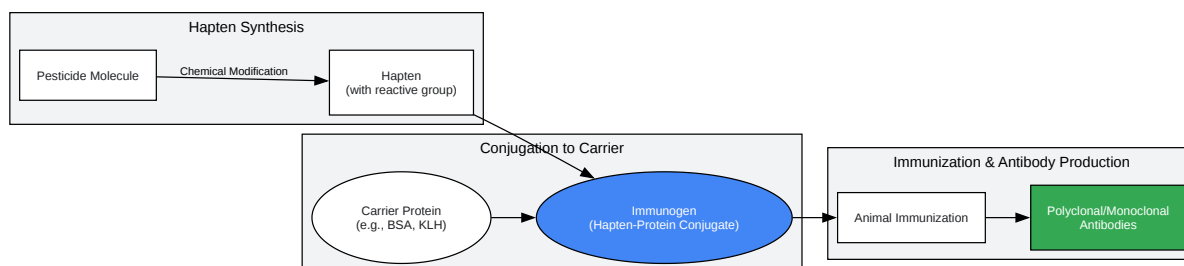 Hapten Synthesis
Pesticide Molecule
Chemical Modification
Hapten
(with reactive group)
Conjugation to Carrier
Carrier Protein
(e.g., BSA, KLH)
Immunogen
(Hapten-Protein Conjugate)
Immunization & Antibody Production
Animal Immunization
Polyclonal/Monoclonal
Antibodies